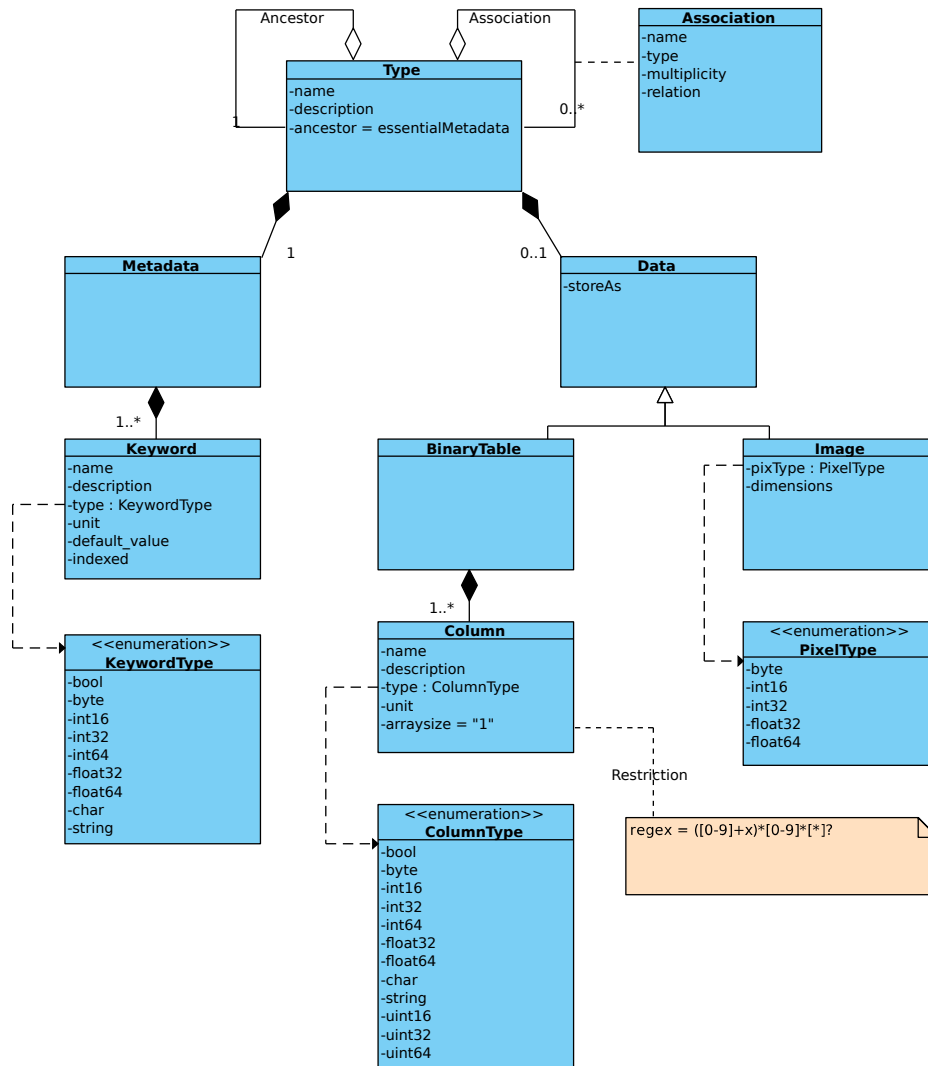 Ancestor
Association
Association
-name
-type
-multiplicity
-relation
Type
-name
-description
-ancestor = essentialMetadata
1
0..*
1
0..1
Metadata
Data
-storeAs
1..*
Keyword
-name
-description
-type : KeywordType
-unit
-default_value
-indexed
BinaryTable
Image
-pixType : PixelType
-dimensions
1..*
<<enumeration>>
KeywordType
-bool
-byte
-int16
-int32
-int64
-float32
-float64
-char
-string
Column
-name
-description
-type : ColumnType
-unit
-arraysize = "1"
<<enumeration>>
PixelType
-byte
-int16
-int32
-float32
-float64
Restriction
regex = ([0-9]+x)*[0-9]*[*]?
<<enumeration>>
ColumnType
-bool
-byte
-int16
-int32
-int64
-float32
-float64
-char
-string
-uint16
-uint32
-uint64